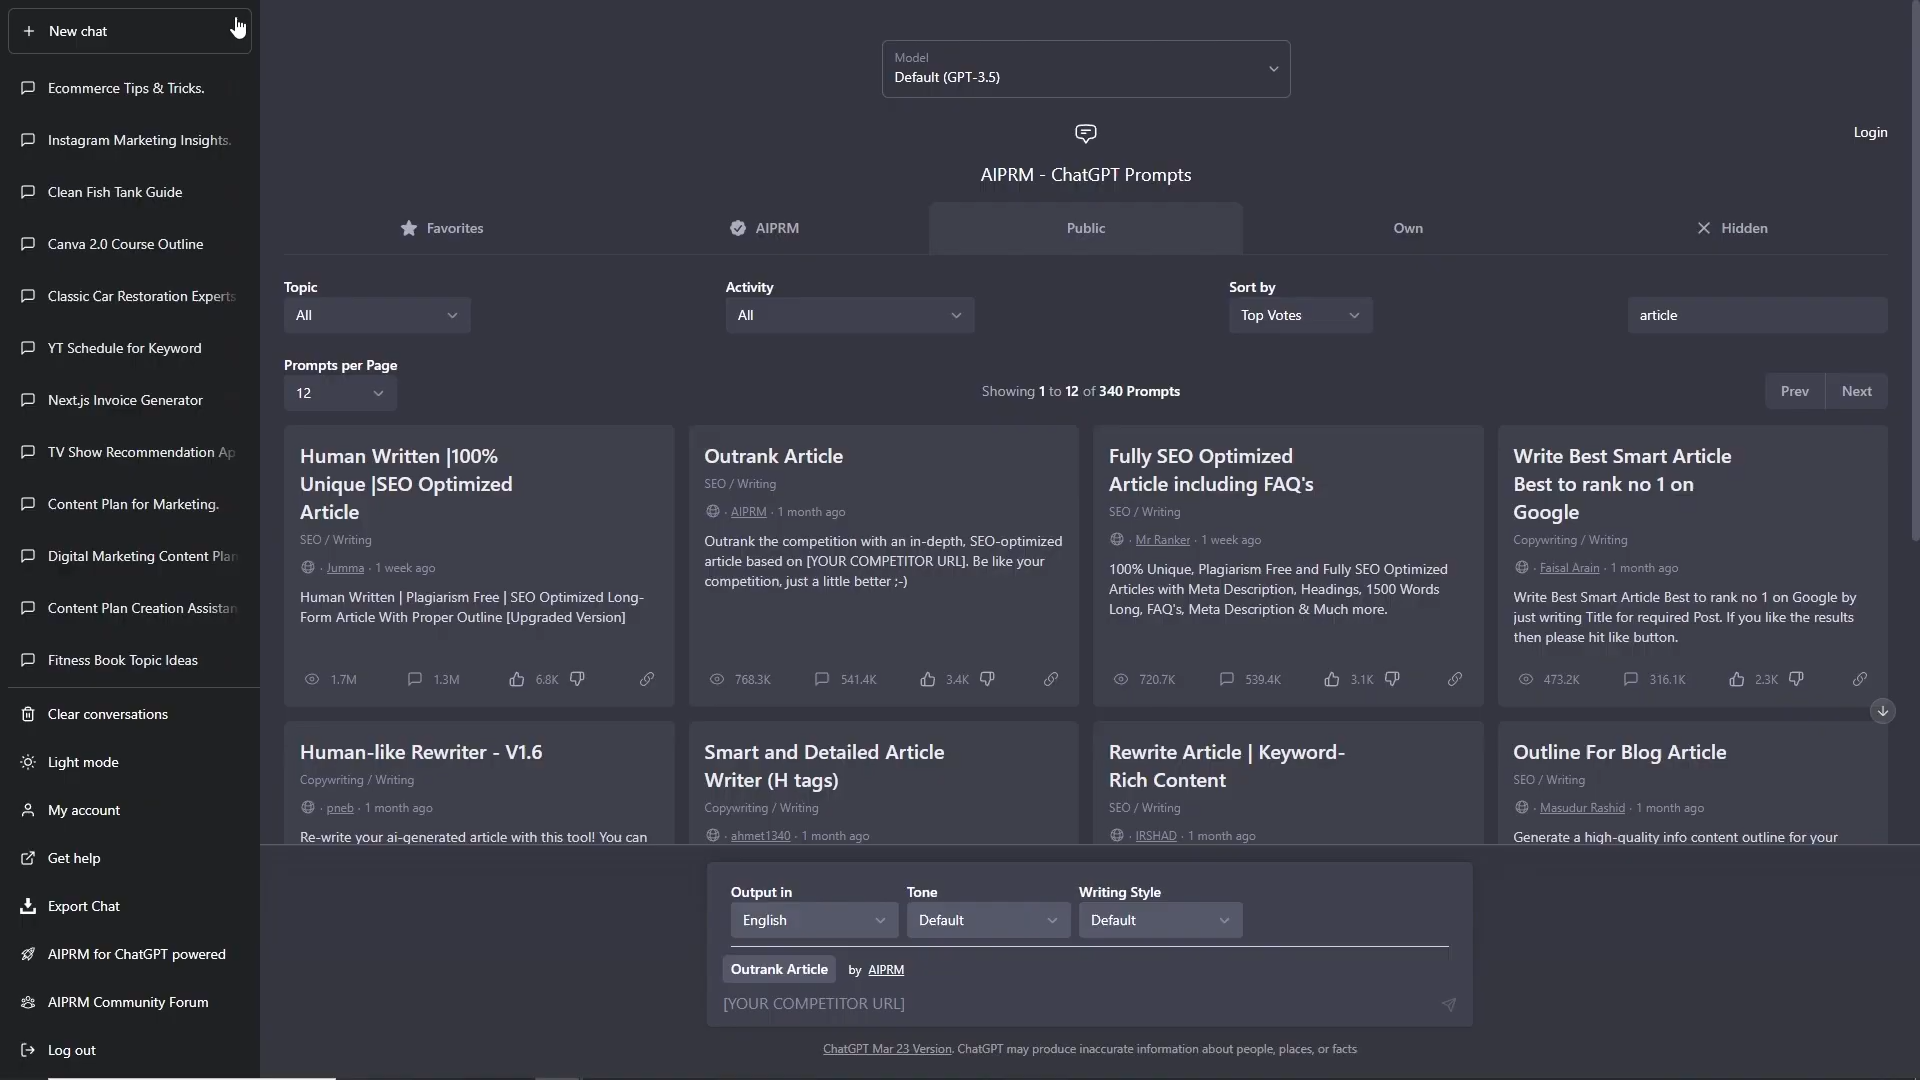 New chat
Ecommerce Tips & Tricks.
Instagram Marketing Insights.
Clean Fish Tank Guide
Canva 2.0 Course Outline
Classic Car Restoration Experts
YT Schedule for Keyword
Next.js Invoice Generator
TV Show Recommendation Ap
Content Plan for Marketing.
Digital Marketing Content Plan
Content Plan Creation Assistan
Fitness Book Topic Ideas
Clear conversations
Light mode
My account
Get help
Export Chat
AIPRM for ChatGPT powered
AIPRM Community Forum
Log out
Model
Default (GPT-3.5)
Login
AIPRM - ChatGPT Prompts
Favorites
AIPRM
Public
Own
Hidden
Topic
All
Activity
All
Sort by
Top Votes
article
Prompts per Page
12
Showing 1 to 12 of 340 Prompts
Prev
Next
Human Written |100%
Unique |SEO Optimized
Article
SEO / Writing
· Jumma · 1 week ago
Human Written | Plagiarism Free | SEO Optimized Long-
Form Article With Proper Outline [Upgraded Version]
1.7M
1.3M
6.8K
Outrank Article
SEO / Writing
· AIPRM · 1 month ago
Outrank the competition with an in-depth, SEO-optimized
article based on [YOUR COMPETITOR URL]. Be like your
competition, just a little better ;-)
768.3K
541.4K
3.4K
Fully SEO Optimized
Article including FAQ's
SEO / Writing
· Mr Ranker · 1 week ago
100% Unique, Plagiarism Free and Fully SEO Optimized
Articles with Meta Description, Headings, 1500 Words
Long, FAQ's, Meta Description & Much more.
720.7K
539.4K
3.1K
Write Best Smart Article
Best to rank no 1 on
Google
Copywriting / Writing
· Faisal Arain · 1 month ago
Write Best Smart Article Best to rank no 1 on Google by
just writing Title for required Post. If you like the results
then please hit like button.
473.2K
316.1K
2.3K
Human-like Rewriter - V1.6
Copywriting / Writing
· pneb · 1 month ago
Re-write your ai-generated article with this tool! You can
Smart and Detailed Article
Writer (H tags)
Copywriting / Writing
· ahmet1340 · 1 month ago
Rewrite Article | Keyword-
Rich Content
SEO / Writing
· IRSHAD · 1 month ago
Outline For Blog Article
SEO / Writing
· Masudur Rashid · 1 month ago
Generate a high-quality info content outline for your
Output in
English
Tone
Default
Writing Style
Default
Outrank Article by AIPRM
[YOUR COMPETITOR URL]
ChatGPT Mar 23 Version. ChatGPT may produce inaccurate information about people, places, or facts